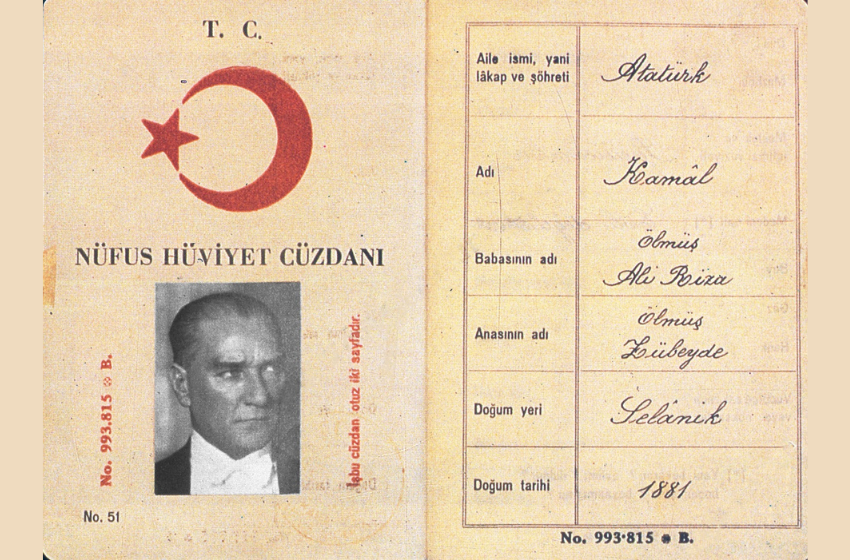 T. C.
NÜFUS HÜVİYET CÜZDANI
No. 993.815 B.
İşbu cüzdan otuz iki sayfadır.
No. 51
Aile ismi, yani
lâkap ve şöhreti
Atatürk
Adı
Kamâl
Babasının adı
Ölmüş
Ali Riza
Anasının adı
Ölmüş
Zübeyde
Doğum yeri
Selânik
Doğum tarihi
1881
No. 993·815 B.